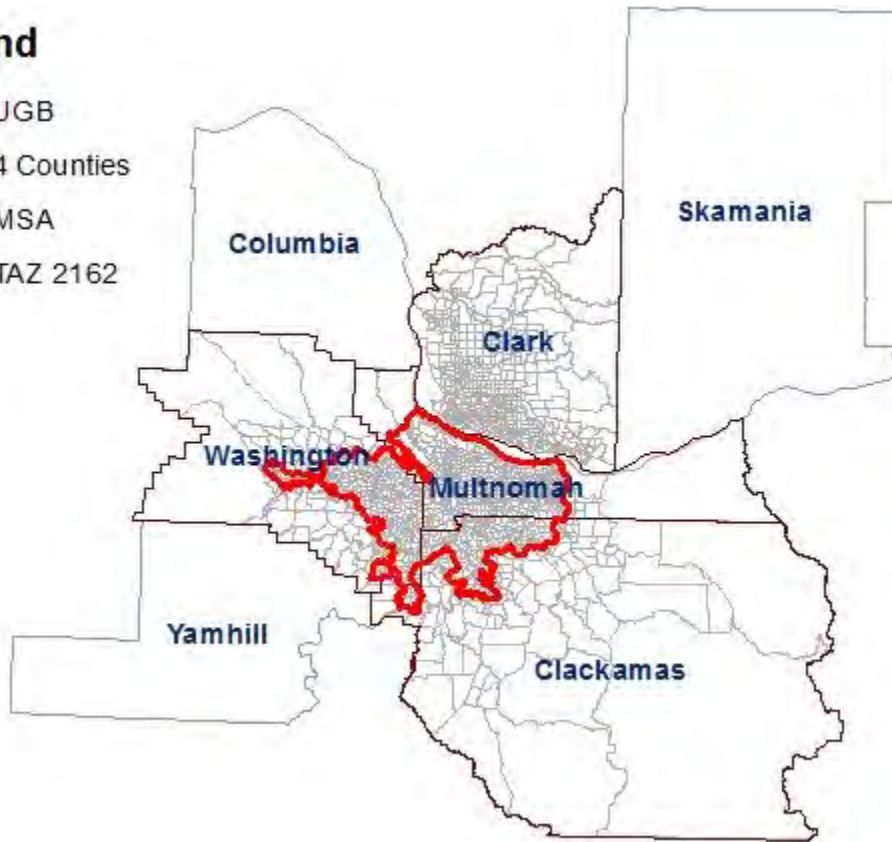 nd
UGB
4 Counties
MSA
TAZ 2162
Skamania
Columbia
Clark
Washington
Multnomah
Yamhill
Clackamas